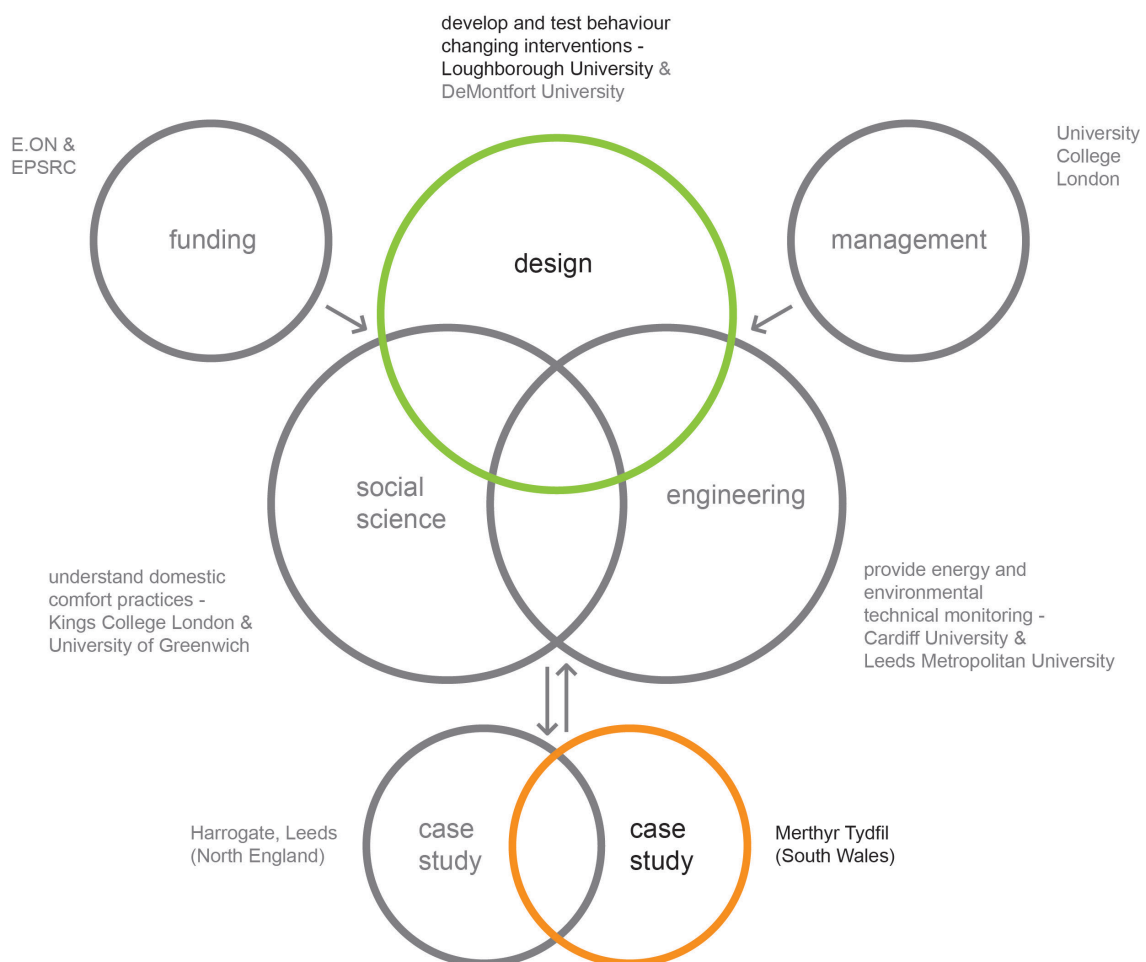 develop and test behaviour
changing interventions -
Loughborough University &
DeMontfort University
E.ON &
EPSRC
University
College
London
funding
design
management
social
science
engineering
understand domestic
comfort practices -
Kings College London &
University of Greenwich
provide energy and
environmental
technical monitoring -
Cardiff University &
Leeds Metropolitan University
Harrogate, Leeds
(North England)
case
study
case
study
Merthyr Tydfil
(South Wales)